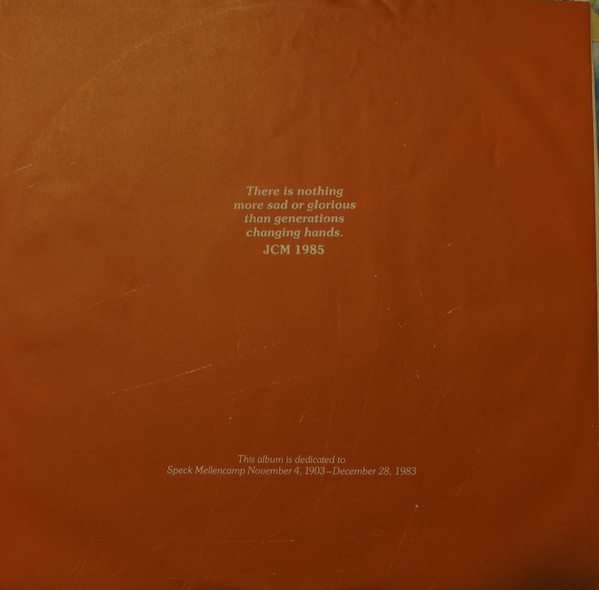 There is nothing
more sad or glorious
than generations
changing hands.
JCM 1985
This album is dedicated to
Speck Mellencamp November 4, 1903–December 28, 1983